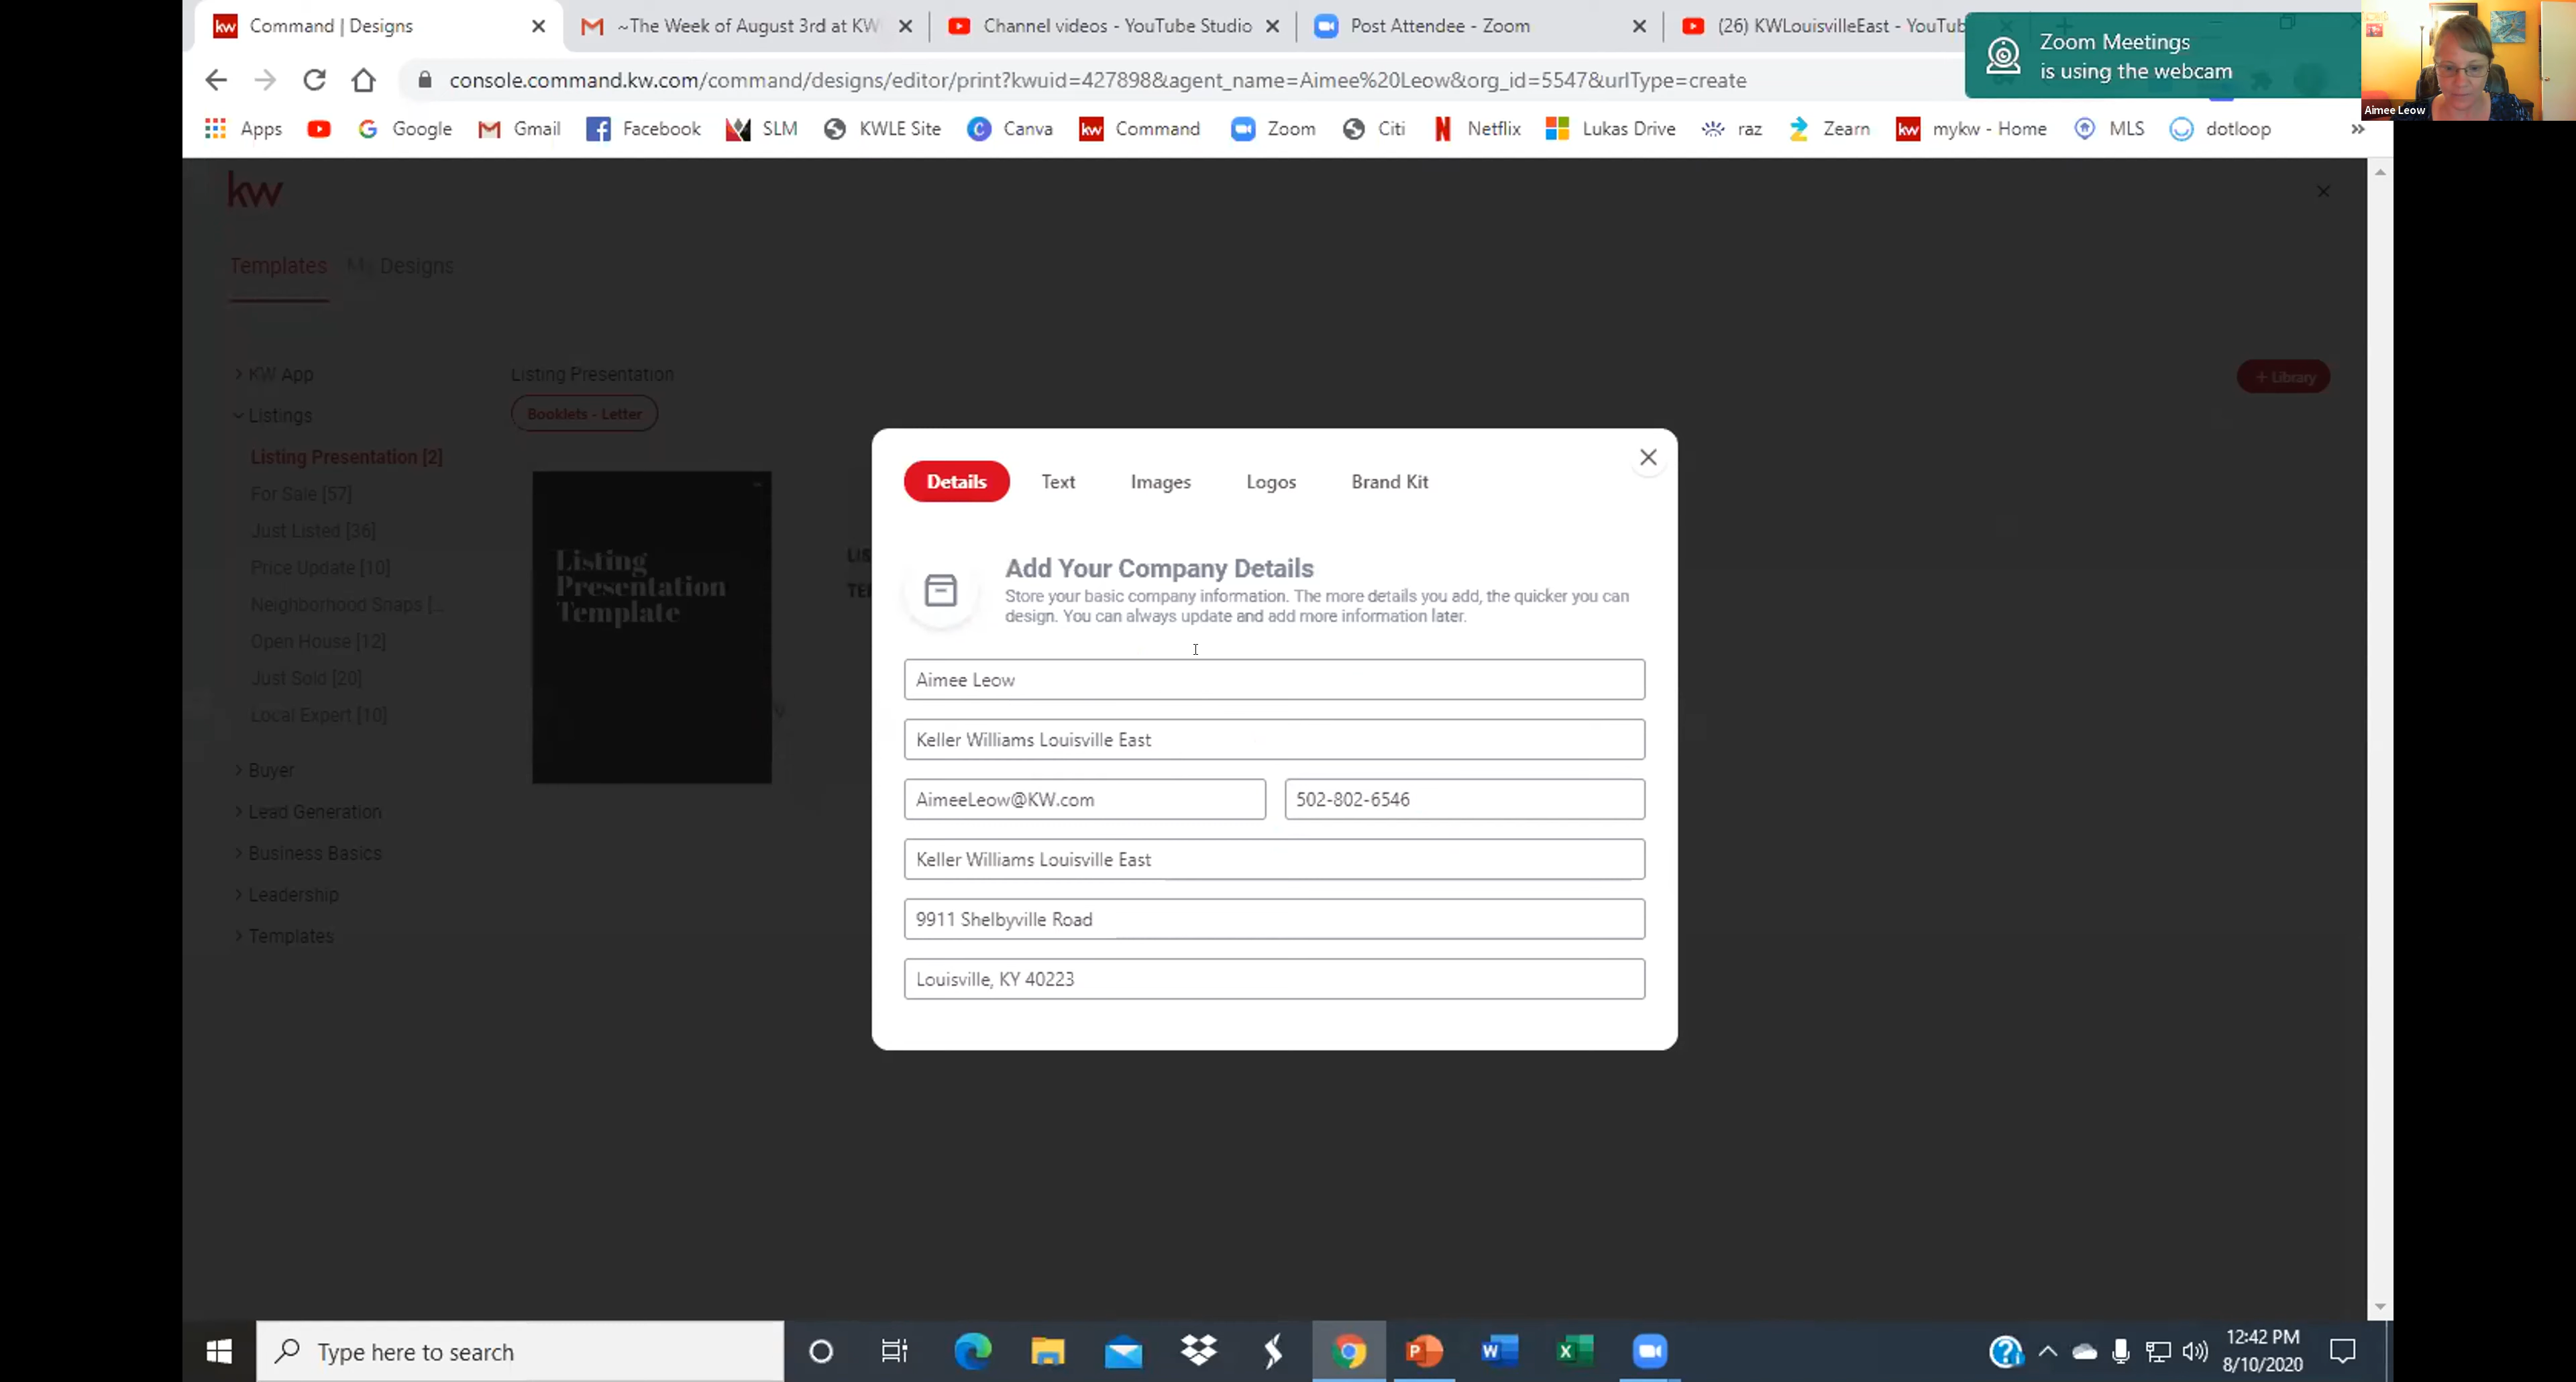 Command | Designs
~The Week of August 3rd at KW
Channel videos - YouTube Studio
Post Attendee - Zoom
(26) KWLouisvilleEast - YouTub
Zoom Meetings
is using the webcam
Aimee Leow
console.command.kw.com/command/designs/editor/print?kwuid=427898&agent_name=Aimee%20Leow&org_id=5547&urlType=create
Apps
Google
Gmail
Facebook
SLM
KWLE Site
Canva
kw Command
Zoom
Citi
Netflix
Lukas Drive
raz
Zearn
kw mykw - Home
MLS
dotloop
kw
Templates
My Designs
KW App
Listings
Listing Presentation [2]
For Sale [57]
Just Listed [36]
Price Update [10]
Neighborhood Snaps [...
Open House [12]
Just Sold [20]
Local Expert [10]
Buyer
Lead Generation
Business Basics
Leadership
Templates
Listing Presentation
Booklets - Letter
+ Library
Listing
Presentation
Template
Details
Text
Images
Logos
Brand Kit
Add Your Company Details
Store your basic company information. The more details you add, the quicker you can
design. You can always update and add more information later.
Aimee Leow
Keller Williams Louisville East
AimeeLeow@KW.com
502-802-6546
Keller Williams Louisville East
9911 Shelbyville Road
Louisville, KY 40223
Type here to search
12:42 PM
8/10/2020